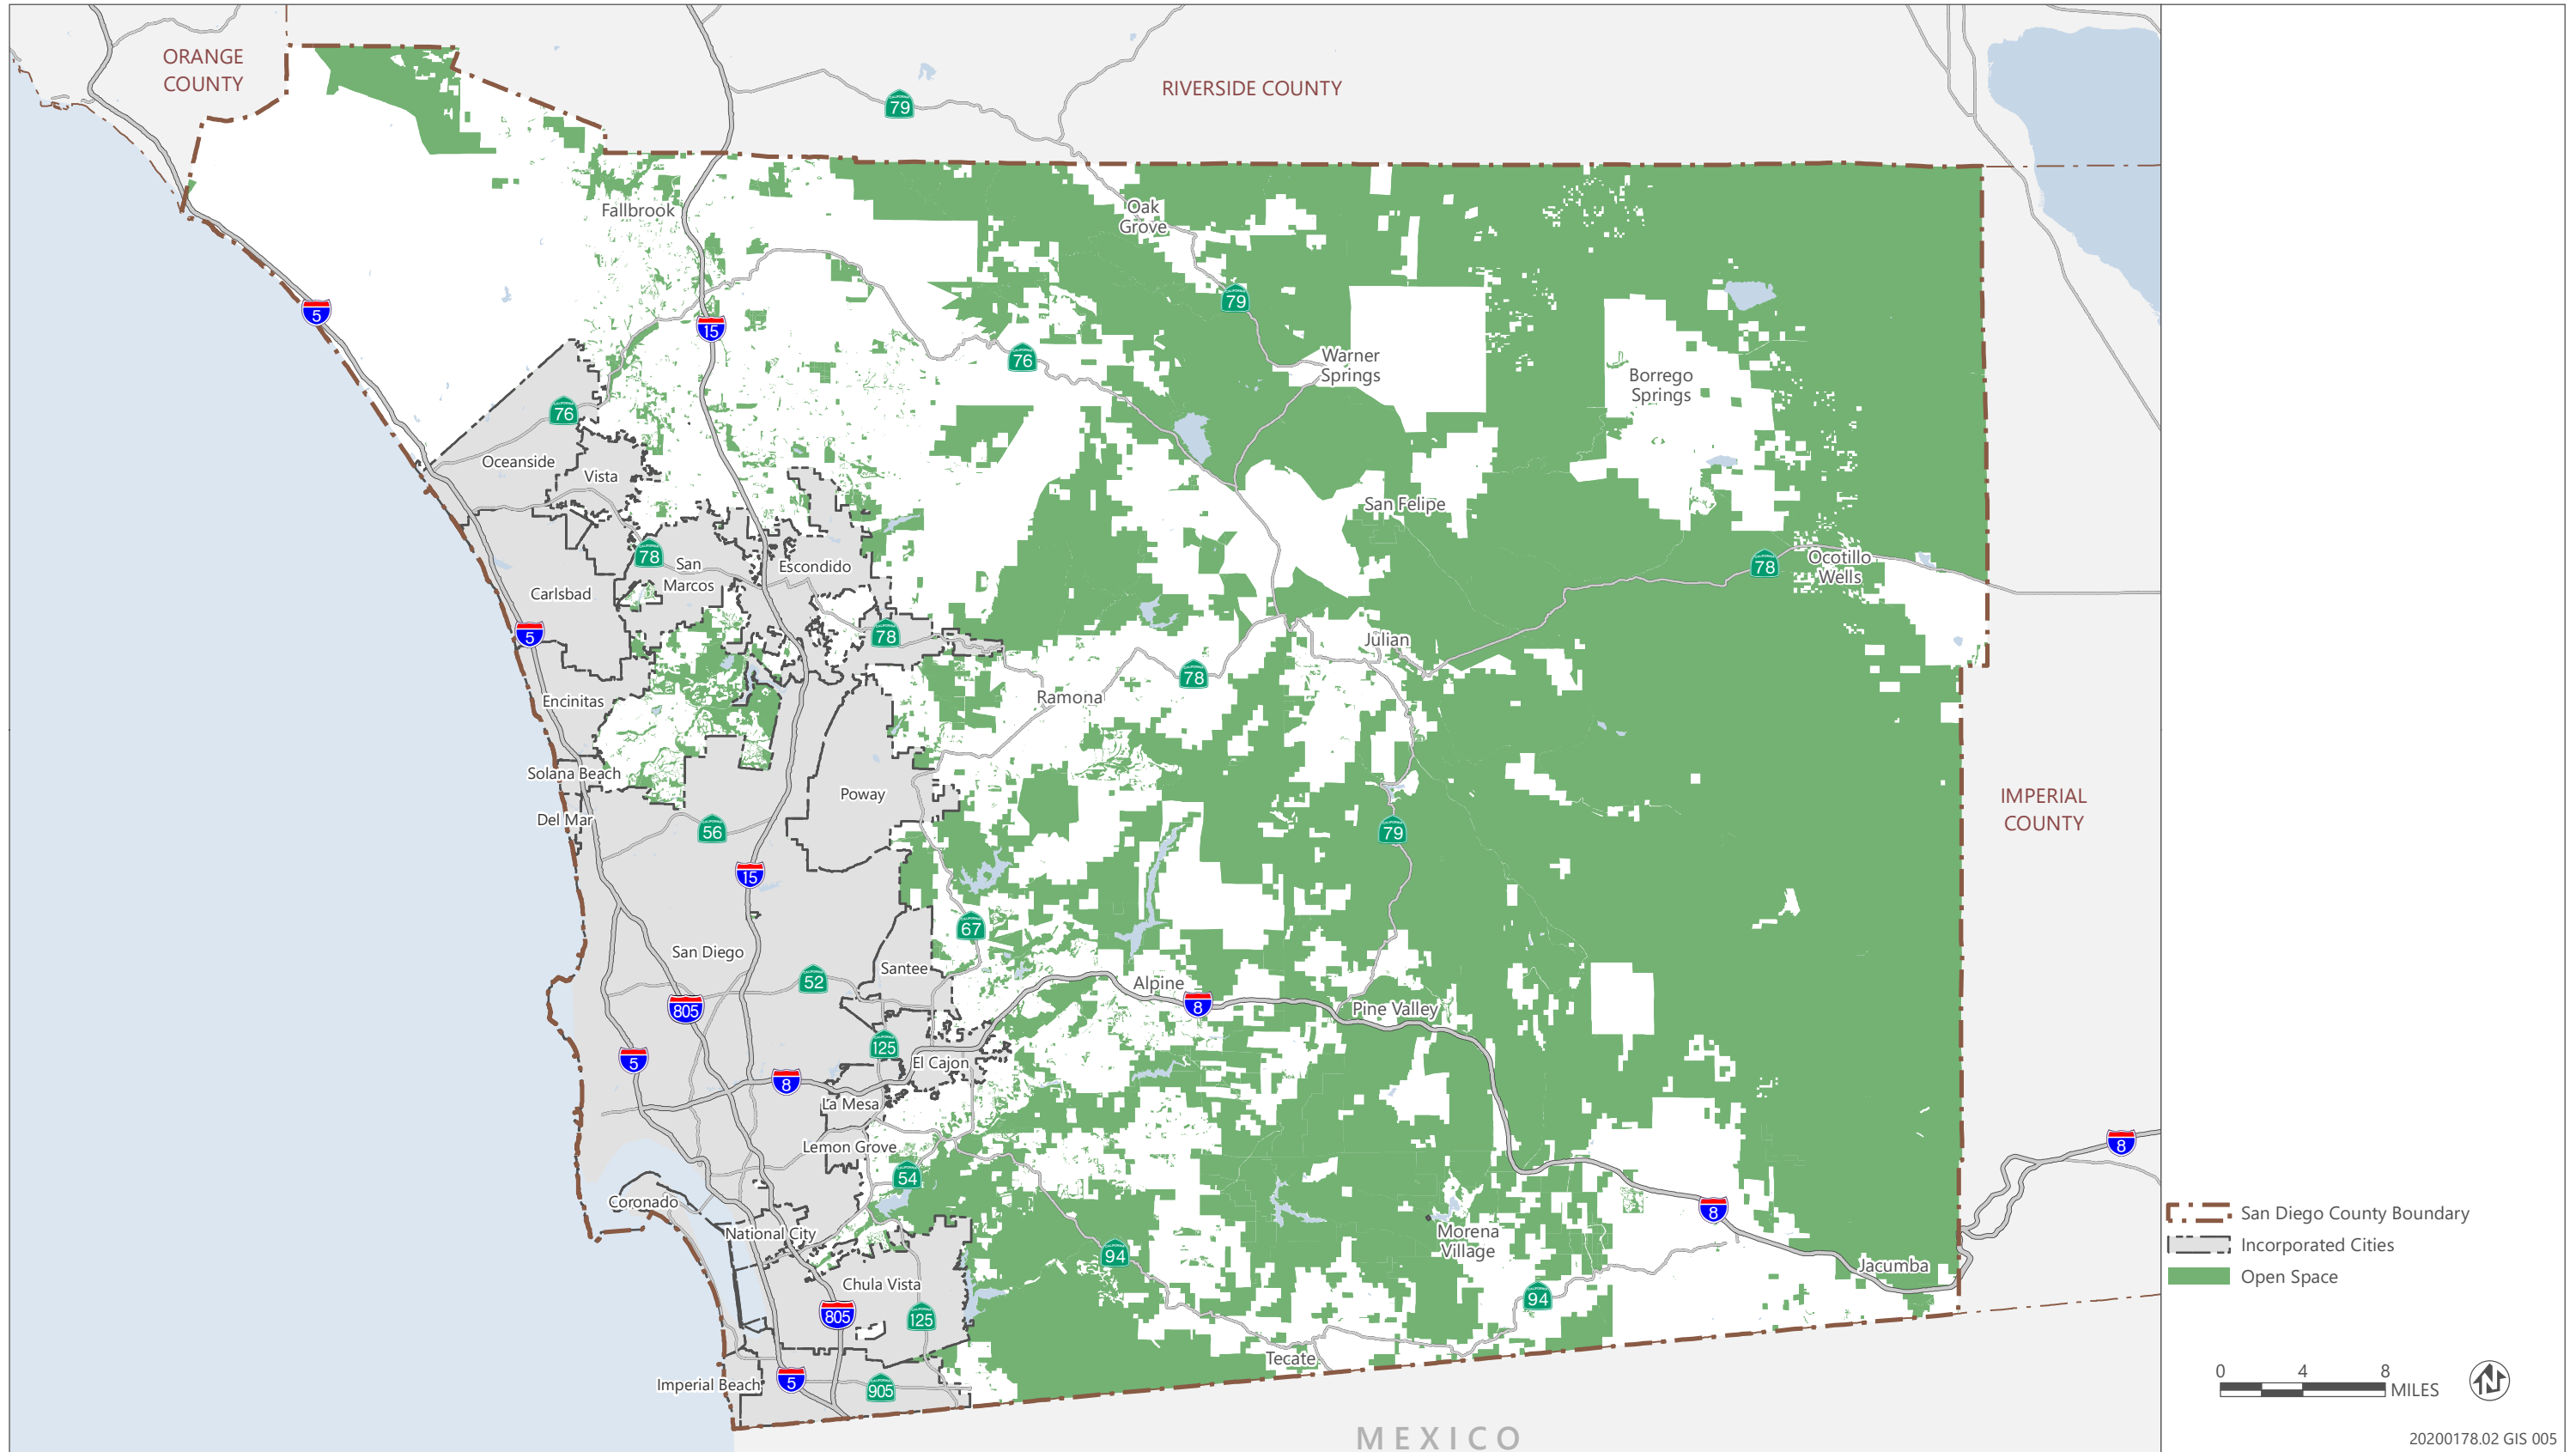 ORANGE
COUNTY
RIVERSIDE COUNTY
79
Fallbrook
Oak
Grove
5
15
79
76
Warner
Springs
Borrego
Springs
76
Oceanside
Vista
San Felipe
78
San
Marcos
Escondido
78
Ocotillo
Wells
Carlsbad
5
78
Julian
78
Encinitas
Ramona
Solana Beach
Poway
Del Mar
56
79
IMPERIAL
COUNTY
15
67
San Diego
Santee
52
Alpine
805
8
Pine Valley
125
5
El Cajon
8
La Mesa
Lemon Grove
8
54
Coronado
8
National City
Morena
Village
94
Jacumba
Chula Vista
94
805
125
Tecate
Imperial Beach
5
905
MEXICO
San Diego County Boundary
Incorporated Cities
Open Space
0 4 8
MILES
N
20200178.02 GIS 005